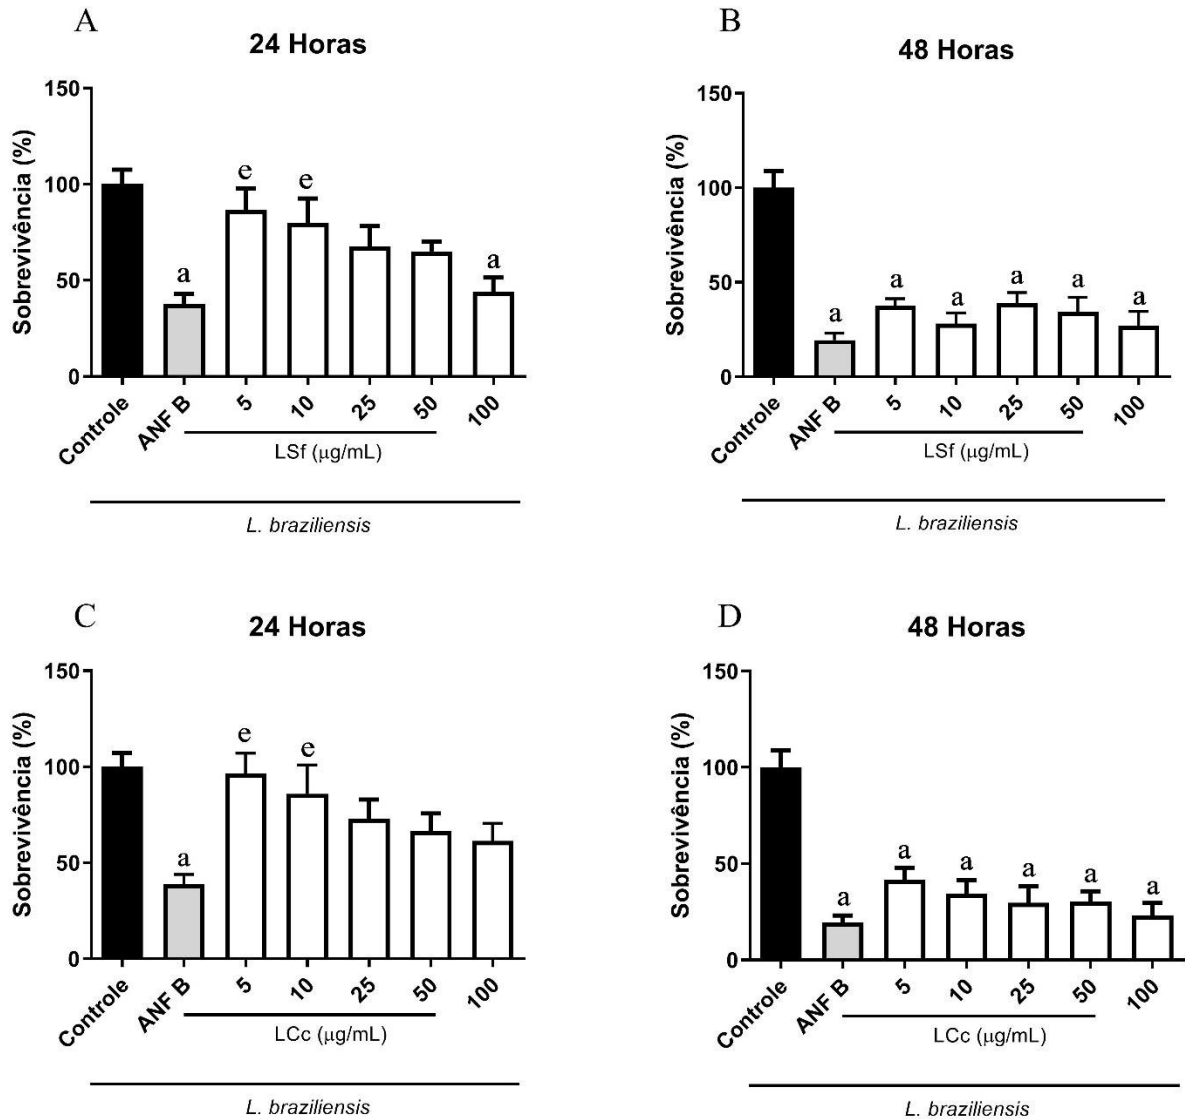 A
24 Horas
Sobrevivência (%)
150
100
50
0
a
e
e
a
Controle
ANF B
5
10
25
50
100
LSf (µg/mL)
L. braziliensis
B
48 Horas
Sobrevivência (%)
150
100
50
0
a
a
a
a
a
a
Controle
ANF B
5
10
25
50
100
LSf (µg/mL)
L. braziliensis
C
24 Horas
Sobrevivência (%)
150
100
50
0
a
e
e
Controle
ANF B
5
10
25
50
100
LCc (µg/mL)
L. braziliensis
D
48 Horas
Sobrevivência (%)
150
100
50
0
a
a
a
a
a
a
Controle
ANF B
5
10
25
50
100
LCc (µg/mL)
L. braziliensis